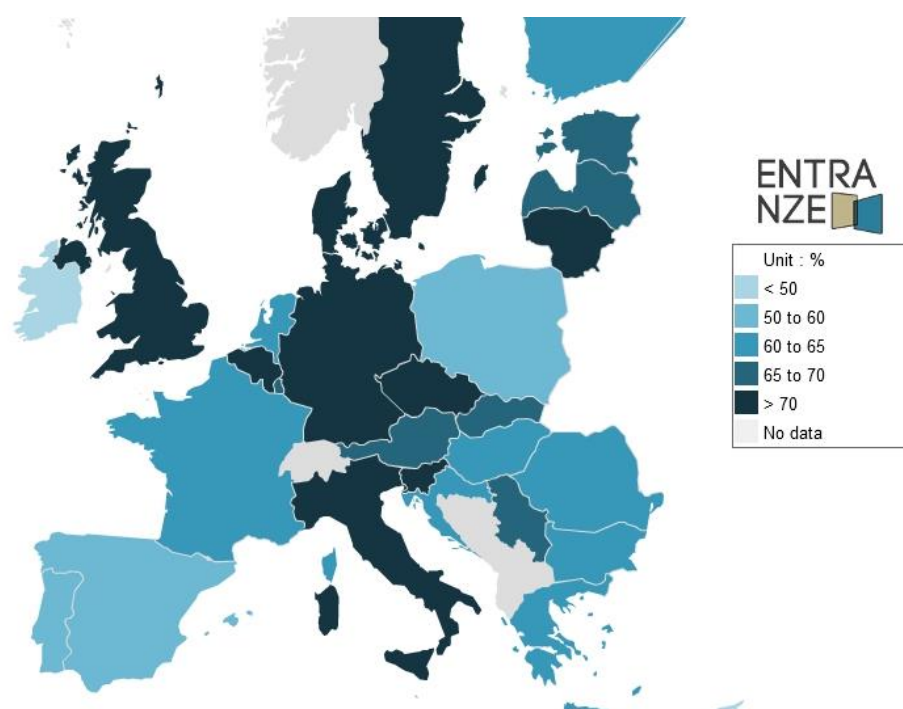 ENTRA
NZE
Unit : %
< 50
50 to 60
60 to 65
65 to 70
> 70
No data